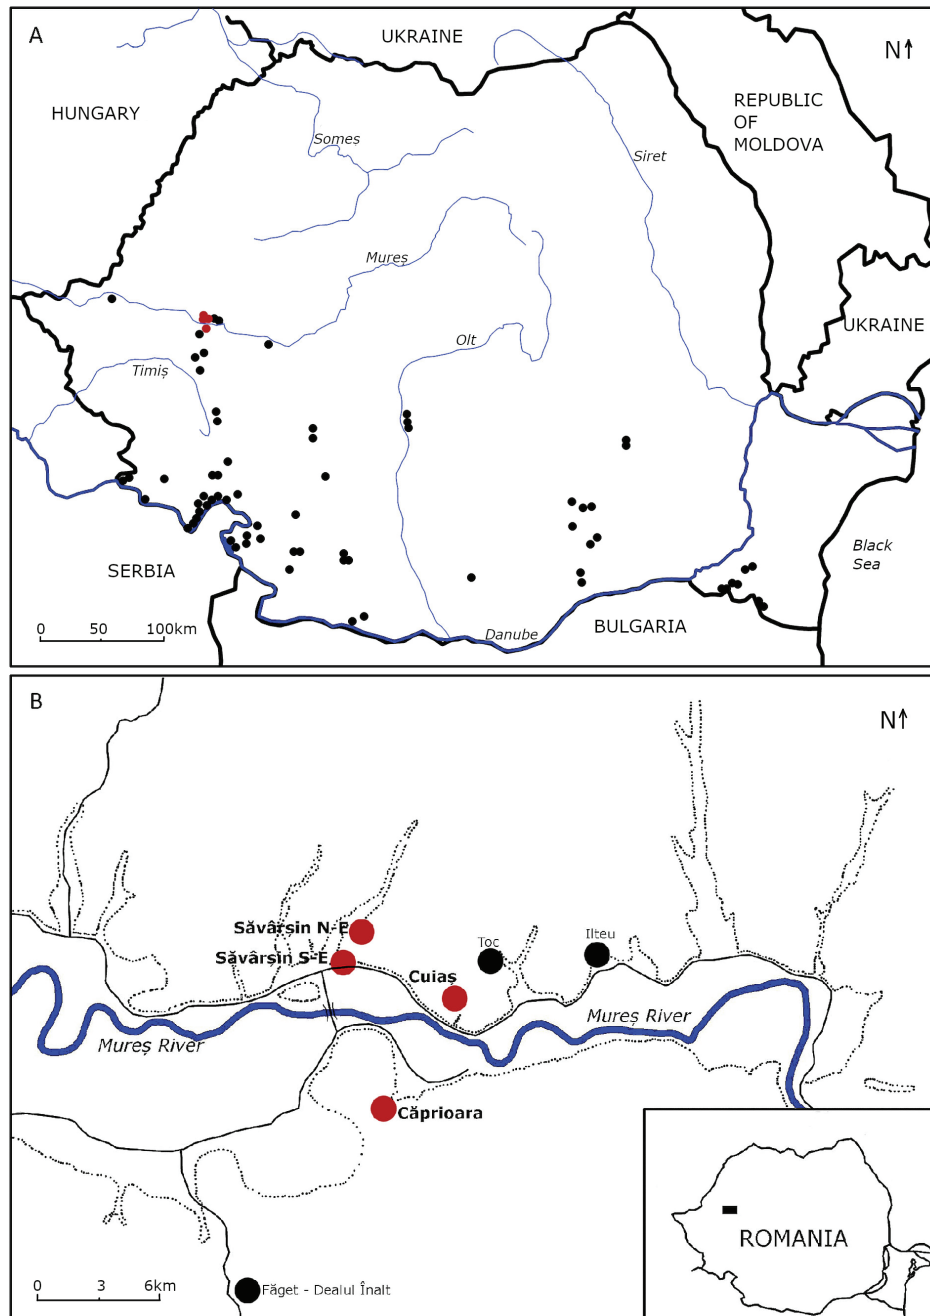 A
UKRAINE
N↑
HUNGARY
REPUBLIC
OF
MOLDOVA
Someș
Siret
Mureș
UKRAINE
Olt
Timiș
Black
Sea
SERBIA
0 50 100km
Danube
BULGARIA
B
N↑
Săvârșin N-E
Toc
Ilteu
Săvârșin S-E
Cuiaș
Mureș River
Mureș River
Căprioara
ROMANIA
0 3 6km
Făget - Dealul Înalt